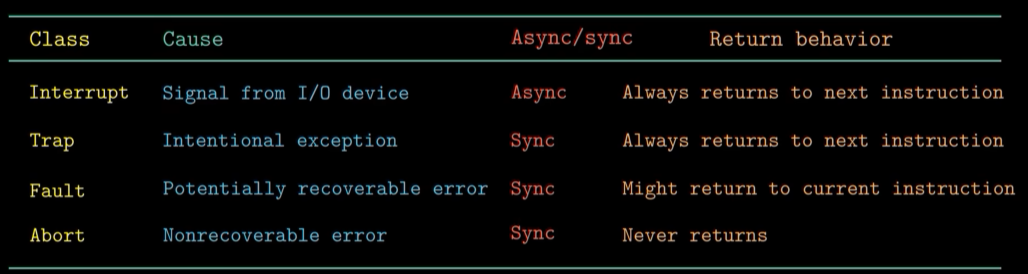 Class Cause Async/sync Return behavior
Interrupt Signal from I/O device Async Always returns to next instruction
Trap Intentional exception Sync Always returns to next instruction
Fault Potentially recoverable error Sync Might return to current instruction
Abort Nonrecoverable error Sync Never returns